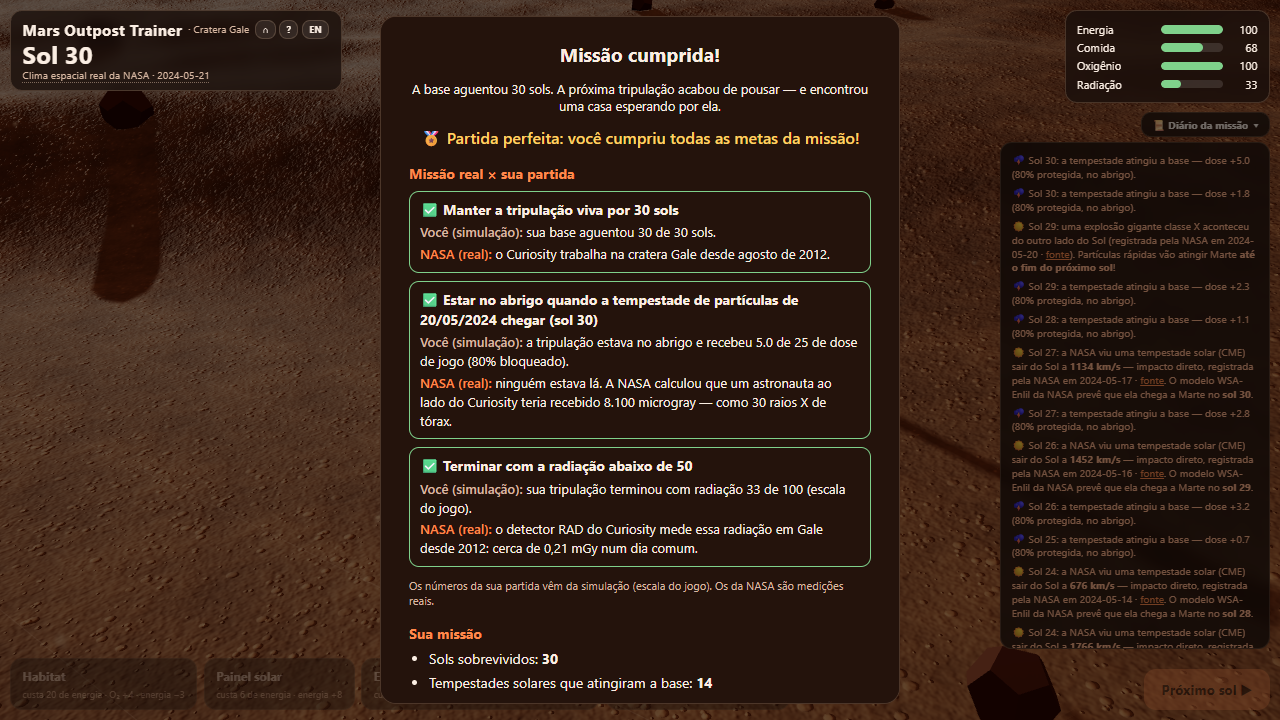 Mars Outpost Trainer · Cratera Gale ? EN
Sol 30
Clima espacial real da NASA · 2024-05-21
Missão cumprida!
A base aguentou 30 sols. A próxima tripulação acabou de pousar — e encontrou
uma casa esperando por ela.
Partida perfeita: você cumpriu todas as metas da missão!
Missão real × sua partida
Manter a tripulação viva por 30 sols
Você (simulação): sua base aguentou 30 de 30 sols.
NASA (real): o Curiosity trabalha na cratera Gale desde agosto de 2012.
Estar no abrigo quando a tempestade de partículas de
20/05/2024 chegar (sol 30)
Você (simulação): a tripulação estava no abrigo e recebeu 5.0 de 25 de dose
de jogo (80% bloqueado).
NASA (real): ninguém estava lá. A NASA calculou que um astronauta ao
lado do Curiosity teria recebido 8.100 microgray — como 30 raios X de
tórax.
Terminar com a radiação abaixo de 50
Você (simulação): sua tripulação terminou com radiação 33 de 100 (escala
do jogo).
NASA (real): o detector RAD do Curiosity mede essa radiação em Gale
desde 2012: cerca de 0,21 mGy num dia comum.
Os números da sua partida vêm da simulação (escala do jogo). Os da NASA são medições
reais.
Sua missão
• Sols sobrevividos: 30
• Tempestades solares que atingiram a base: 14
Energia 100
Comida 68
Oxigênio 100
Radiação 33
Diário da missão
Sol 30: a tempestade atingiu a base — dose +5.0
(80% protegida, no abrigo).
Sol 30: a tempestade atingiu a base — dose +1.8
(80% protegida, no abrigo).
Sol 29: uma explosão gigante classe X aconteceu
do outro lado do Sol (registrada pela NASA em 2024-
05-20 · fonte). Partículas rápidas vão atingir Marte até
o fim do próximo sol!
Sol 29: a tempestade atingiu a base — dose +2.3
(80% protegida, no abrigo).
Sol 28: a tempestade atingiu a base — dose +1.1
(80% protegida, no abrigo).
Sol 27: a NASA viu uma tempestade solar (CME)
sair do Sol a 1134 km/s — impacto direto, registrada
pela NASA em 2024-05-17 · fonte. O modelo WSA-
Enlil da NASA prevê que ela chega a Marte no sol 30.
Sol 27: a tempestade atingiu a base — dose +2.8
(80% protegida, no abrigo).
Sol 26: a NASA viu uma tempestade solar (CME)
sair do Sol a 1452 km/s — impacto direto, registrada
pela NASA em 2024-05-16 · fonte. O modelo WSA-
Enlil da NASA prevê que ela chega a Marte no sol 29.
Sol 26: a tempestade atingiu a base — dose +3.2
(80% protegida, no abrigo).
Sol 25: a tempestade atingiu a base — dose +0.7
(80% protegida, no abrigo).
Sol 24: a NASA viu uma tempestade solar (CME)
sair do Sol a 676 km/s — impacto direto, registrada
pela NASA em 2024-05-14 · fonte. O modelo WSA-
Enlil da NASA prevê que ela chega a Marte no sol 28.
Sol 24: a NASA viu uma tempestade solar (CME)
sair do Sol a 1766 km/s — impacto direto, registrada
Habitat
custa 20 de energia
Painel solar
custa energia +8
Próximo sol